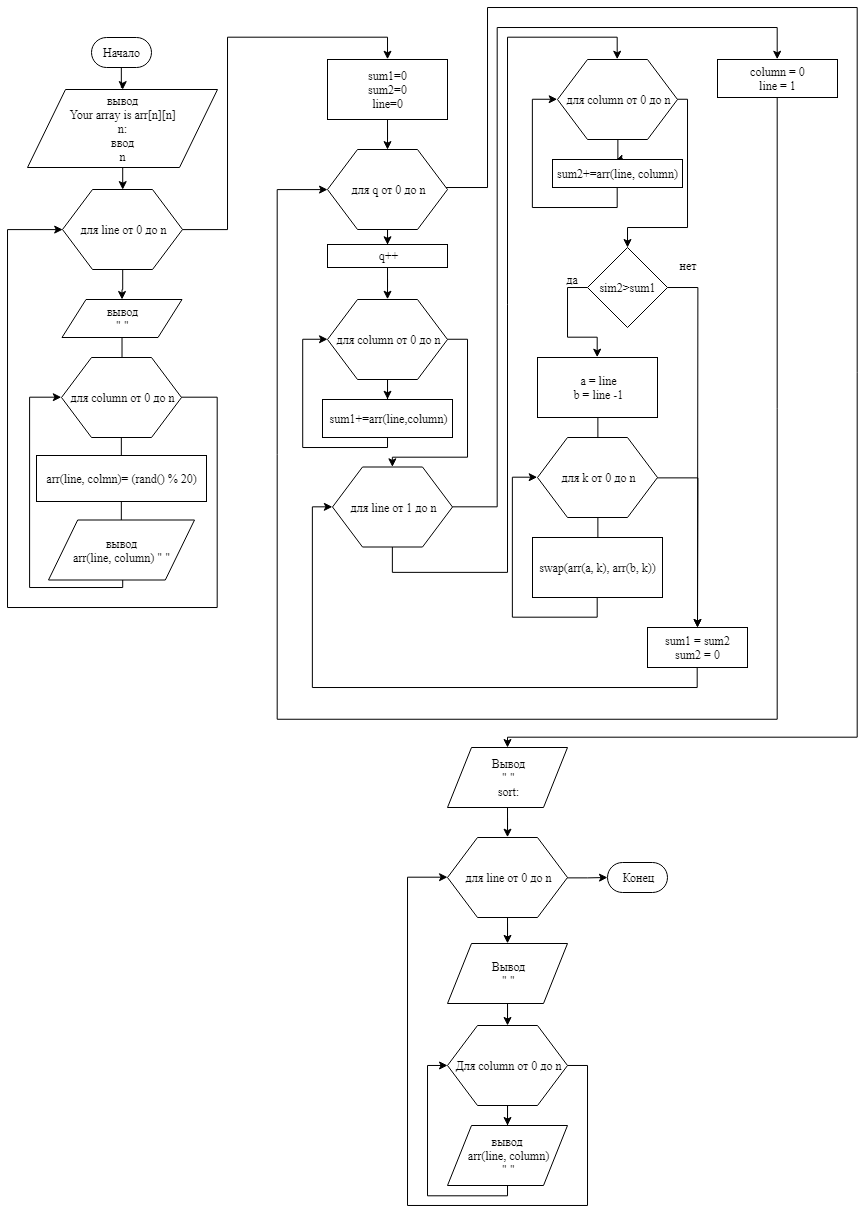 Начало
вывод
Your array is arr[n][n]
n:
ввод
n
для line от 0 до n
вывод
" "
для column от 0 до n
arr(line, colmn)= (rand() % 20)
вывод
arr(line, column) " "
sum1=0
sum2=0
line=0
для q от 0 до n
q++
для column от 0 до n
sum1+=arr(line,column)
для line от 1 до n
для column от 0 до n
sum2+=arr(line, column)
sim2>sum1
да
нет
a = line
b = line -1
для k от 0 до n
swap(arr(a, k), arr(b, k))
sum1 = sum2
sum2 = 0
column = 0
line = 1
Вывод
" "
sort:
для line от 0 до n
Конец
Вывод
" "
Для column от 0 до n
вывод
arr(line, column)
" "